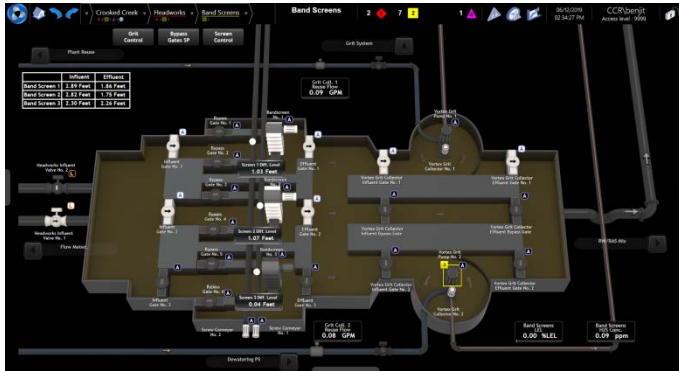 Crooked Creek
Headworks
Band Screens
Band Screens
2
7
2
1
06/12/2019
02:34:27 PM
CCR\benjit
Access level : 9999
Grit
Control
Bypass
Gates SP
Screen
Control
Plant Reuse
Grit System
Influent Effluent
Band Screen 1 2.89 Feet 1.86 Feet
Band Screen 2 2.82 Feet 1.75 Feet
Band Screen 3 2.30 Feet 2.26 Feet
Grit Coll. 1
Reuse Flow
0.09 GPM
Bypass
Gate No. 1
Bandscreen
No. 1
Vortex Grit
Pump No. 1
Bypass
Gate No. 2
Influent
Gate No. 1
Screen 1 Diff. Level
1.03 Feet
Effluent
Gate No. 1
Vortex Grit Collector
Influent Gate No. 1
Vortex Grit
Collector No. 1
Vortex Grit Collector
Effluent Gate No. 1
Headworks Influent
Valve No. 2
Bypass
Gate No. 3
Bandscreen
Bypass
Gate No. 4
Headworks Influent
Valve No. 1
Flow Meters
Influent
Screen 2 Diff. Level
1.07 Feet
Effluent
Gate No. 2
Vortex Grit Collector
Influent Bypass Gate
Vortex Grit Collector
Effluent Bypass Gate
Bypass
Gate No. 5
Bandscreen
No. 3
Vortex Grit
Pump No. 2
Bypass
Influent
Gate No. 3
Screen 3 Diff. Level
0.04 Feet
Effluent
Vortex Grit Collector
Influent Gate No. 2
Vortex Grit
Collector No. 2
Vortex Grit Collector
Effluent Gate No. 2
Screw Conveyor
No. 2
Screw Conveyor
No. 1
Grit Coll. 2
Reuse Flow
0.08 GPM
Band Screens
LEL
0.00 %LEL
Band Screens
H2S Conc.
0.09 ppm
Dewatering PS